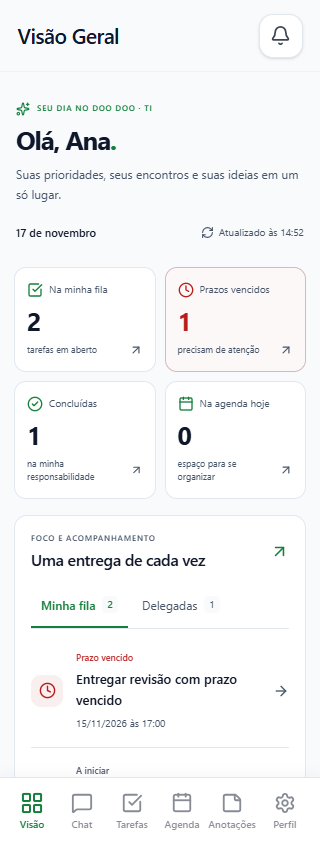 Visão Geral
SEU DIA NO DOO DOO · TI
Olá, Ana.
Suas prioridades, seus encontros e suas ideias em um
só lugar.
17 de novembro
Atualizado às 14:52
Na minha fila
2
tarefas em aberto
Prazos vencidos
1
precisam de atenção
Concluídas
1
na minha
responsabilidade
Na agenda hoje
0
espaço para se
organizar
FOCO E ACOMPANHAMENTO
Uma entrega de cada vez
Minha fila 2
Delegadas 1
Prazo vencido
Entregar revisão com prazo
vencido
15/11/2026 às 17:00
A iniciar
Visão
Chat
Tarefas
Agenda
Anotações
Perfil